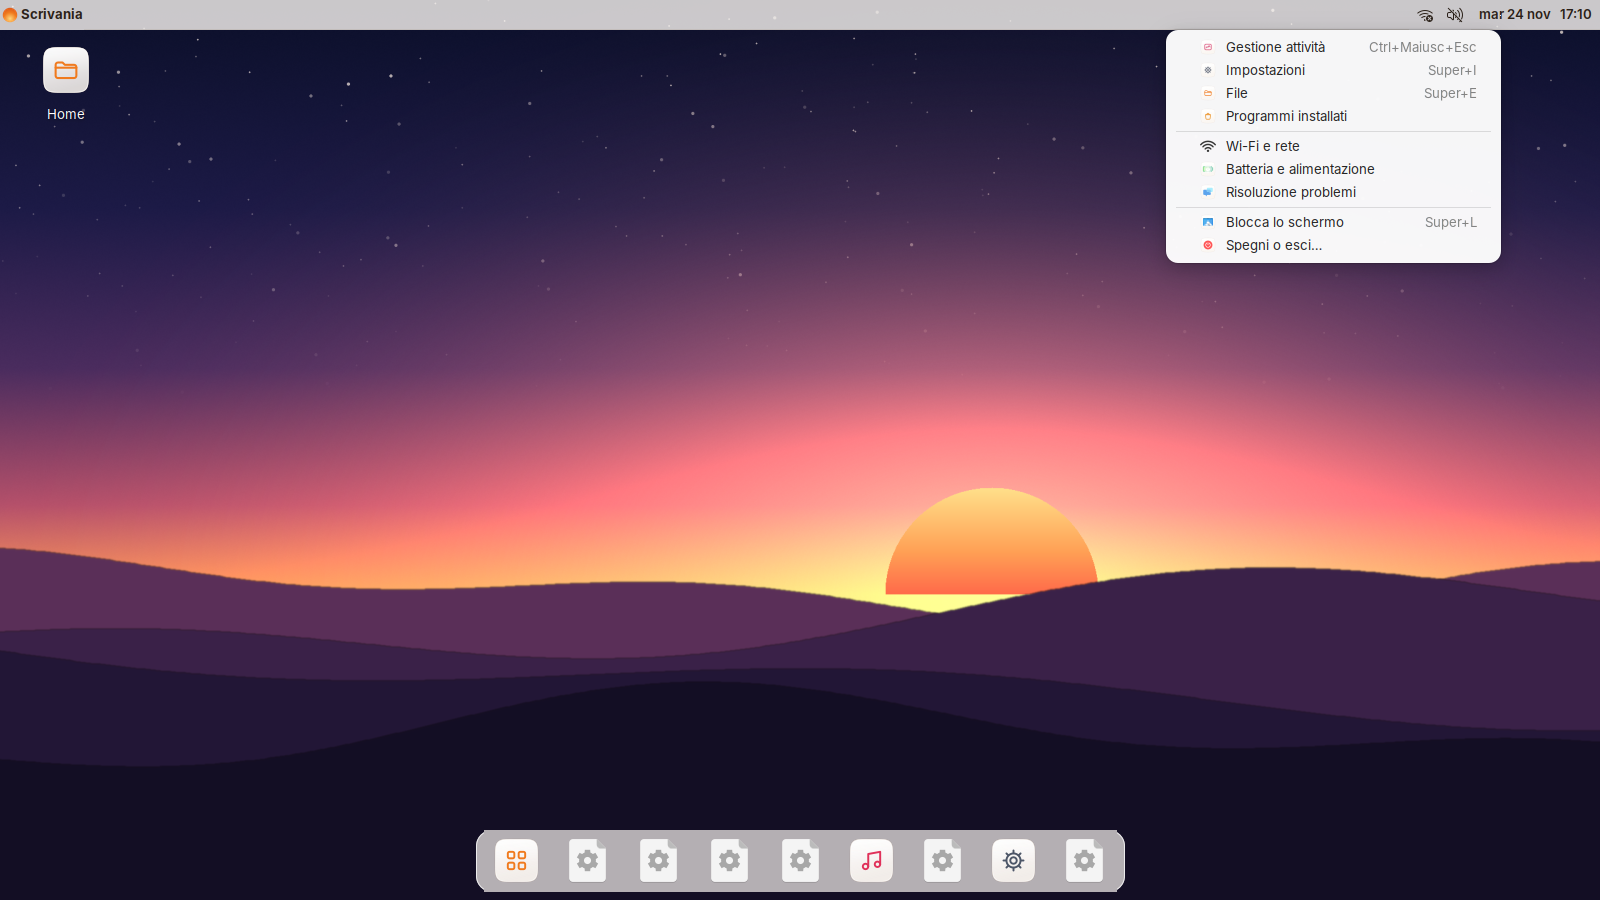 Scrivania
mar 24 nov 17:10
Home
Gestione attività Ctrl+Maiusc+Esc
Impostazioni Super+I
File Super+E
Programmi installati
Wi-Fi e rete
Batteria e alimentazione
Risoluzione problemi
Blocca lo schermo Super+L
Spegni o esci...